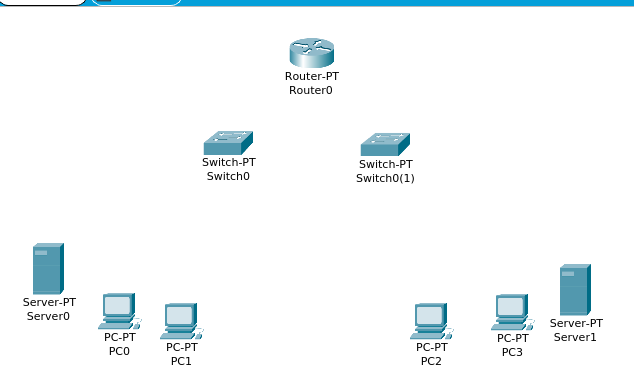 Router-PT
Router0
Switch-PT
Switch0
Switch-PT
Switch0(1)
Server-PT
Server0
PC-PT
PC0
PC-PT
PC1
PC-PT
PC2
PC-PT
PC3
Server-PT
Server1